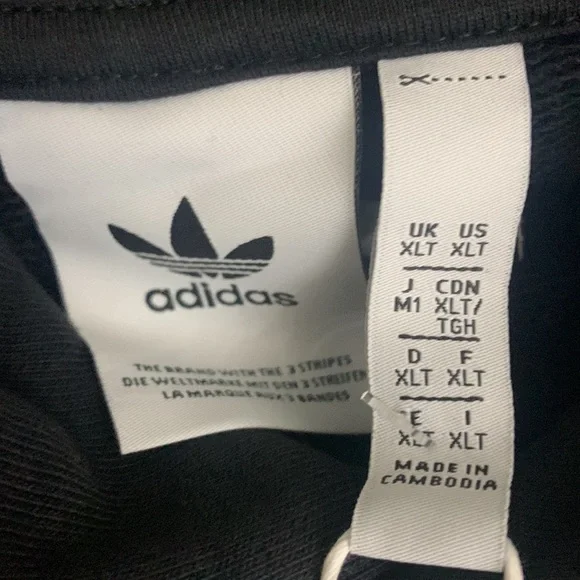 adidas
THE BRAND WITH THE 3 STRIPES
DIE WELTMARKE MIT DEN 3 STREIFEN
LA MARQUE AUX 3 BANDES
UK US
XLT XLT
J CDN
M1 XLT/
TGH
D F
XLT XLT
E I
XLT XLT
MADE IN
CAMBODIA